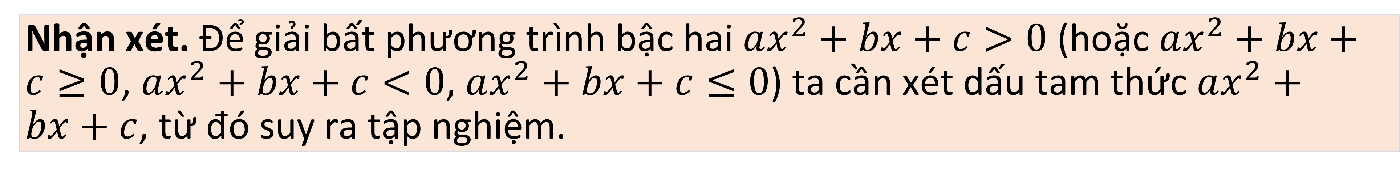 Nhận xét. Để giải bất phương trình bậc hai 𝑎𝑥² + 𝑏𝑥 + 𝑐 > 0 (hoặc 𝑎𝑥² + 𝑏𝑥 +
𝑐 ≥ 0, 𝑎𝑥² + 𝑏𝑥 + 𝑐 < 0, 𝑎𝑥² + 𝑏𝑥 + 𝑐 ≤ 0) ta cần xét dấu tam thức 𝑎𝑥² +
𝑏𝑥 + 𝑐, từ đó suy ra tập nghiệm.